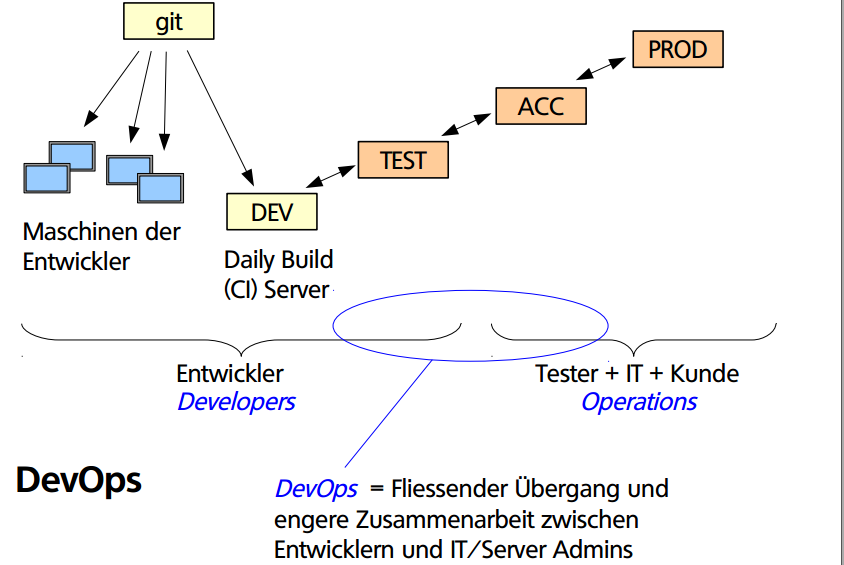 git
PROD
ACC
TEST
DEV
Maschinen der
Entwickler
Daily Build
(CI) Server
Entwickler
Developers
Tester + IT + Kunde
Operations
DevOps
DevOps = Fliessender Übergang und
engere Zusammenarbeit zwischen
Entwicklern und IT/Server Admins